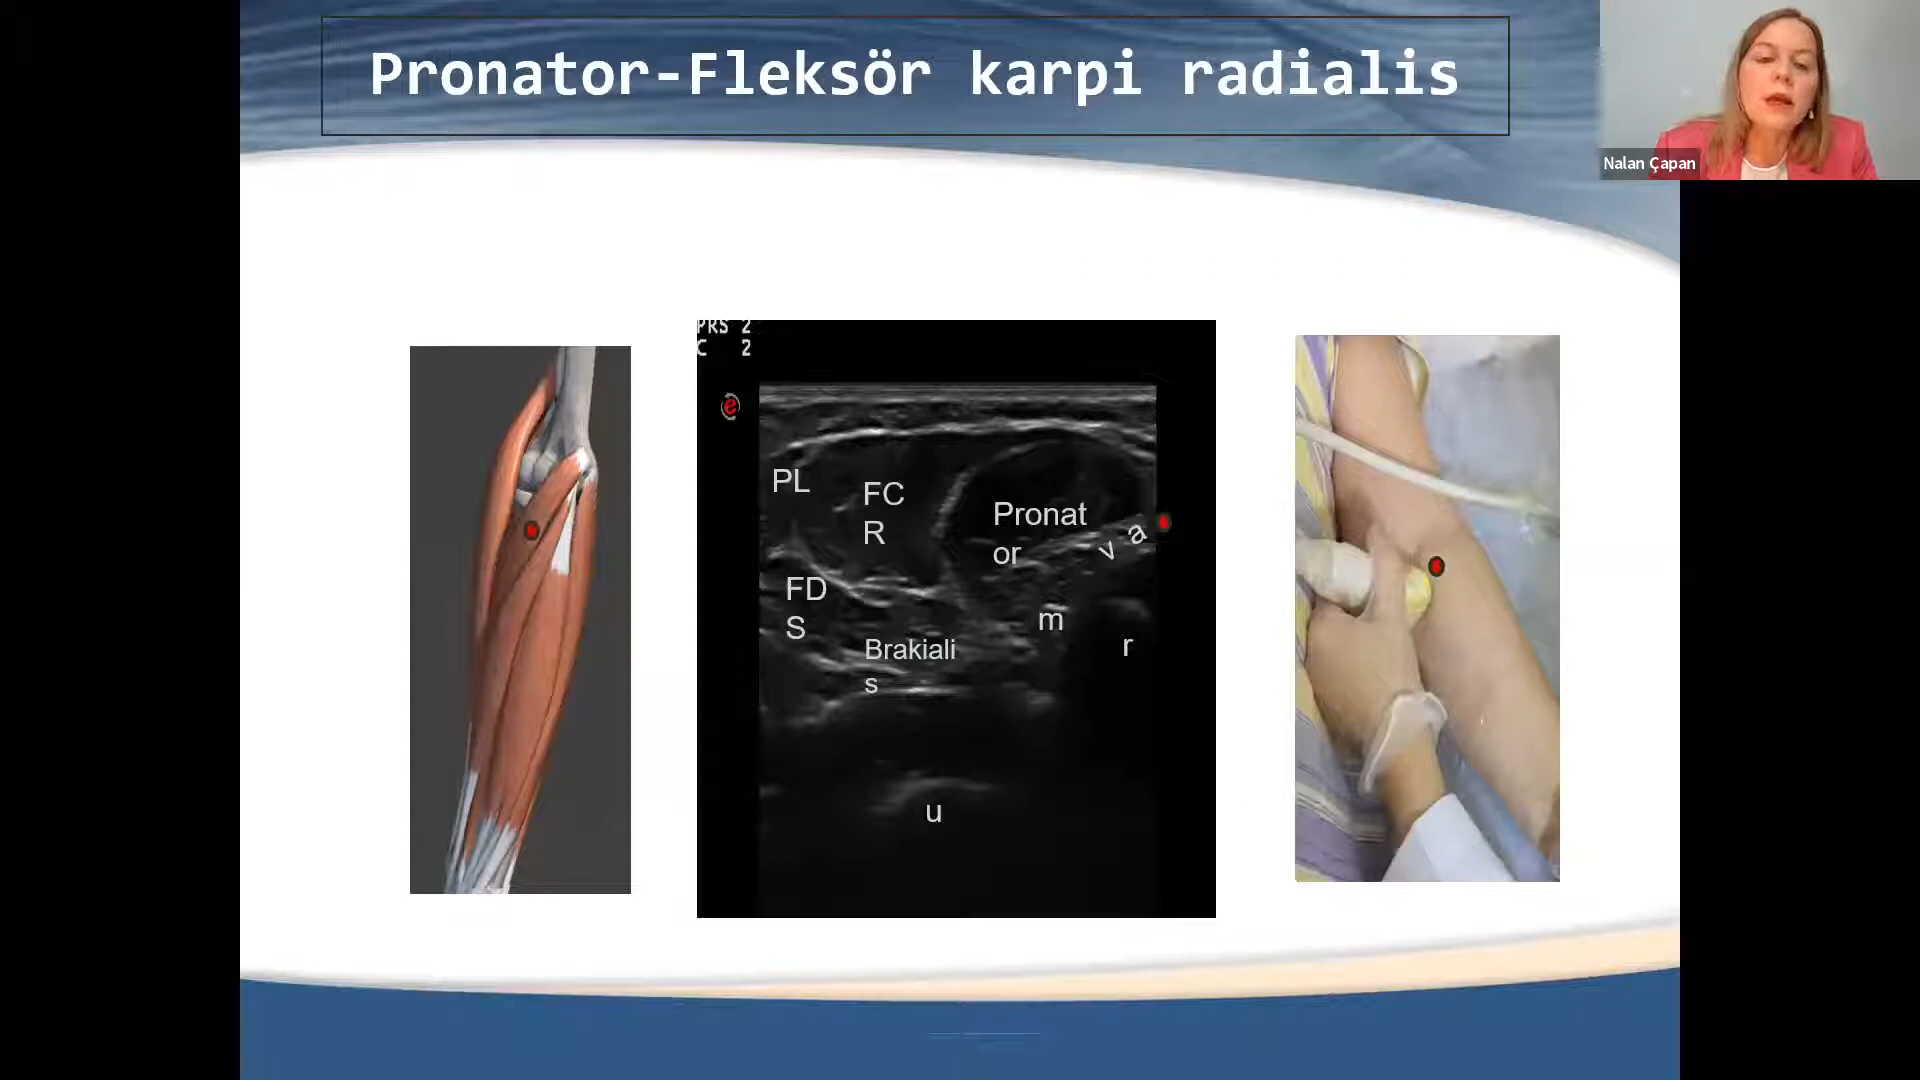 Pronator-Fleksör karpi radialis
Nalan Çapan
PRS 2
C 2
e
PL
FC
R
Pronat
or
v a
FD
S
m
Brakiali
s
r
u